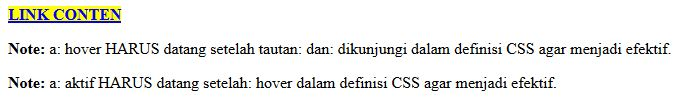 LINK CONTEN
Note: a: hover HARUS datang setelah tautan: dan: dikunjungi dalam definisi CSS agar menjadi efektif.
Note: a: aktif HARUS datang setelah: hover dalam definisi CSS agar menjadi efektif.